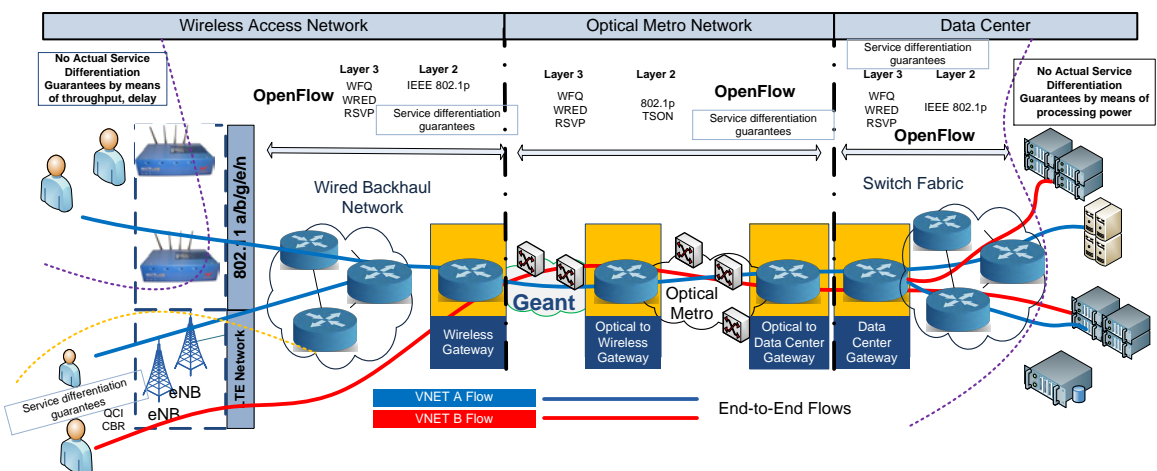 Wireless Access Network
Optical Metro Network
Data Center
No Actual Service
Differentiation
Guarantees by means
of throughput, delay
OpenFlow
Layer 3
WFQ
WRED
RSVP
Layer 2
IEEE 802.1p
Service differentiation
guarantees
Layer 3
WFQ
WRED
RSVP
Layer 2
802.1p
TSON
OpenFlow
Service differentiation
guarantees
Service differentiation
guarantees
Layer 3
WFQ
WRED
RSVP
Layer 2
IEEE 802.1p
OpenFlow
No Actual Service
Differentiation
Guarantees by means of
processing power
802.11 a/b/g/e/n
Wired Backhaul
Network
Switch Fabric
Geant
Optical
Metro
Wireless
Gateway
Optical to
Wireless
Gateway
Optical to
Data Center
Gateway
Data
Center
Gateway
LTE Network
eNB
eNB
Service differentiation
guarantees
QCI
CBR
VNET A Flow
VNET B Flow
End-to-End Flows